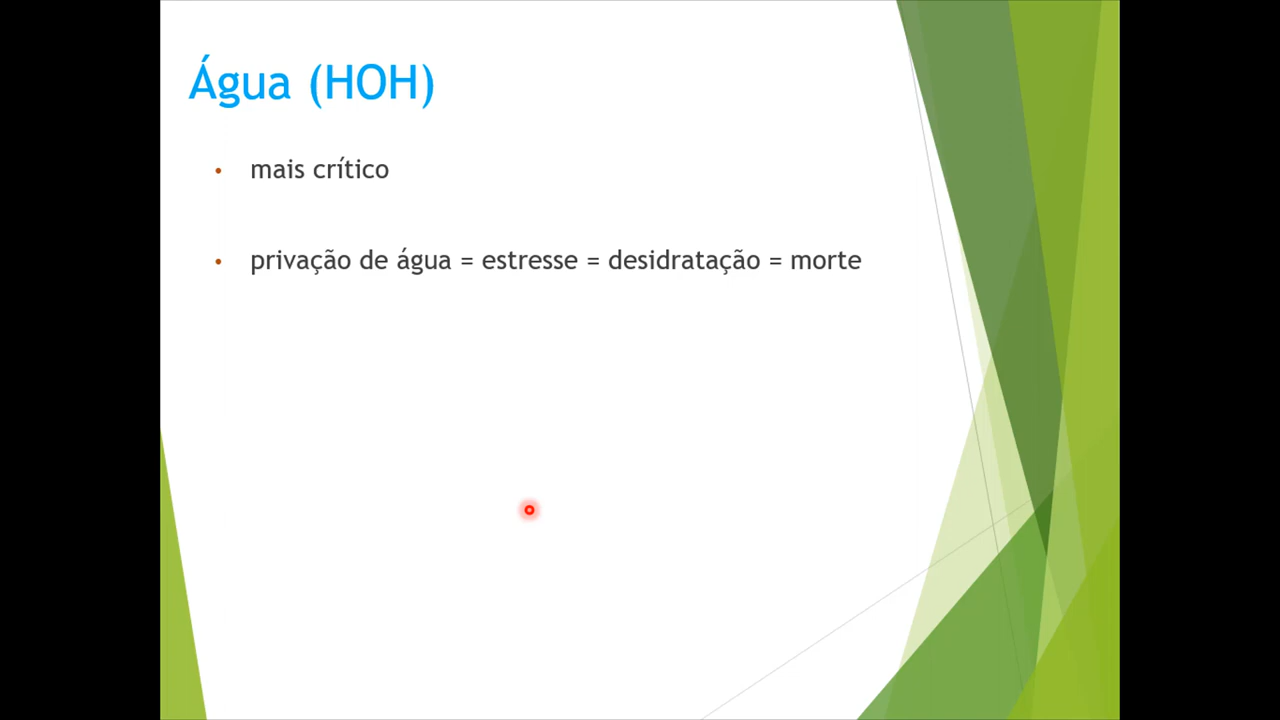 Água (HOH)
• mais crítico
• privação de água = estresse = desidratação = morte